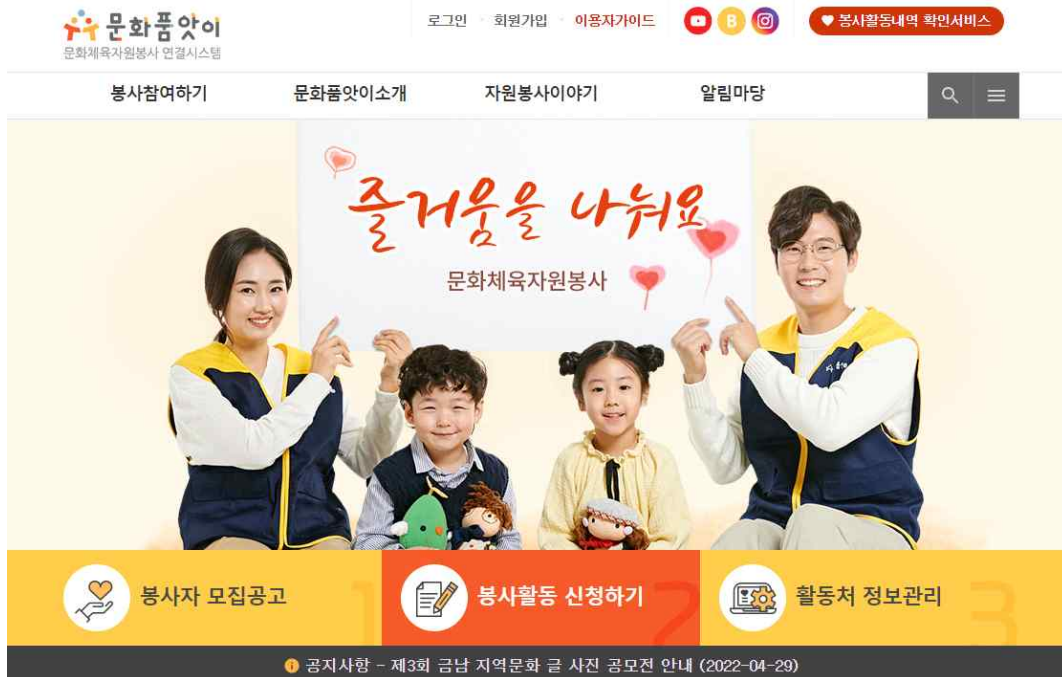 문화품앗이
문화체육자원봉사 연결시스템
로그인 회원가입 이용자가이드
B
봉사활동내역 확인서비스
봉사참여하기 문화품앗이소개 자원봉사이야기 알림마당
즐거움을 나눠요
문화체육자원봉사
봉사자 모집공고 1 봉사활동 신청하기 2 활동처 정보관리 3
공지사항 - 제3회 금남 지역문화 글 사진 공모전 안내 (2022-04-29)